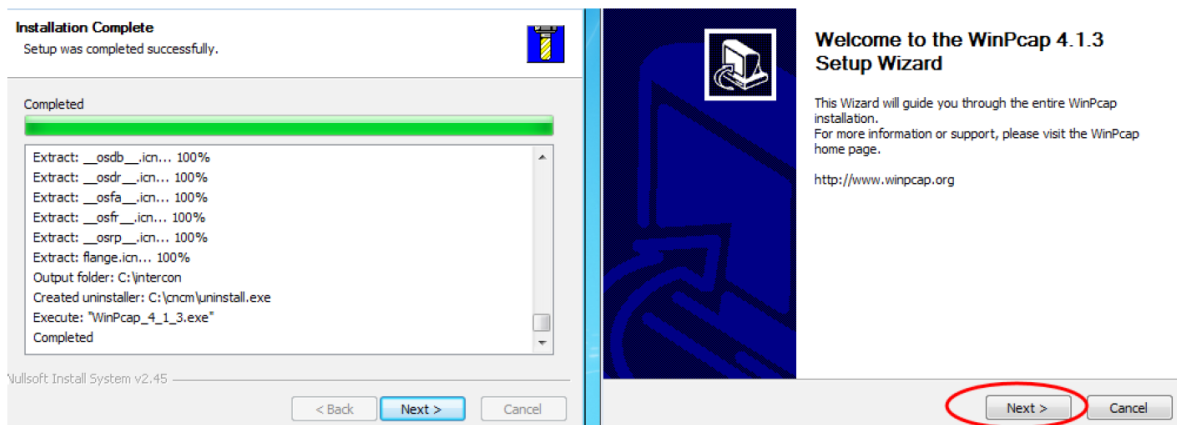 Installation Complete
Setup was completed successfully.
Completed
Extract: __osdb__.icn... 100%
Extract: __osdr__.icn... 100%
Extract: __osfa__.icn... 100%
Extract: __osfr__.icn... 100%
Extract: __osrp__.icn... 100%
Extract: flange.icn... 100%
Output folder: C:\intercon
Created uninstaller: C:\cncm\uninstall.exe
Execute: "WinPcap_4_1_3.exe"
Completed
Nullsoft Install System v2.45
< Back
Next >
Cancel
Welcome to the WinPcap 4.1.3
Setup Wizard
This Wizard will guide you through the entire WinPcap
installation.
For more information or support, please visit the WinPcap
home page.
http://www.winpcap.org
Next >
Cancel